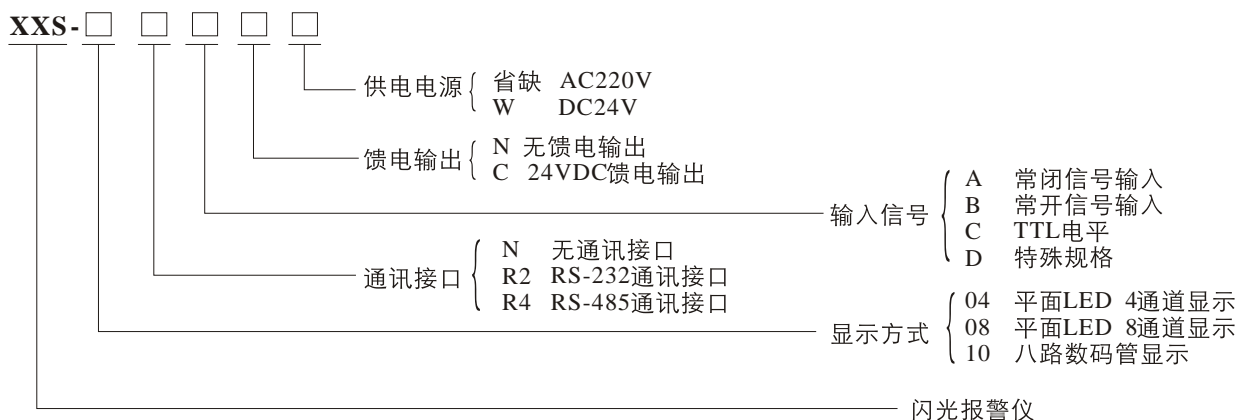 XXS-□ □ □ □ □
供电电源 省缺 AC220V
W DC24V
馈电输出 N 无馈电输出
C 24VDC馈电输出
输入信号 A 常闭信号输入
B 常开信号输入
C TTL电平
D 特殊规格
通讯接口 N 无通讯接口
R2 RS-232通讯接口
R4 RS-485通讯接口
显示方式 04 平面LED 4通道显示
08 平面LED 8通道显示
10 八路数码管显示
闪光报警仪